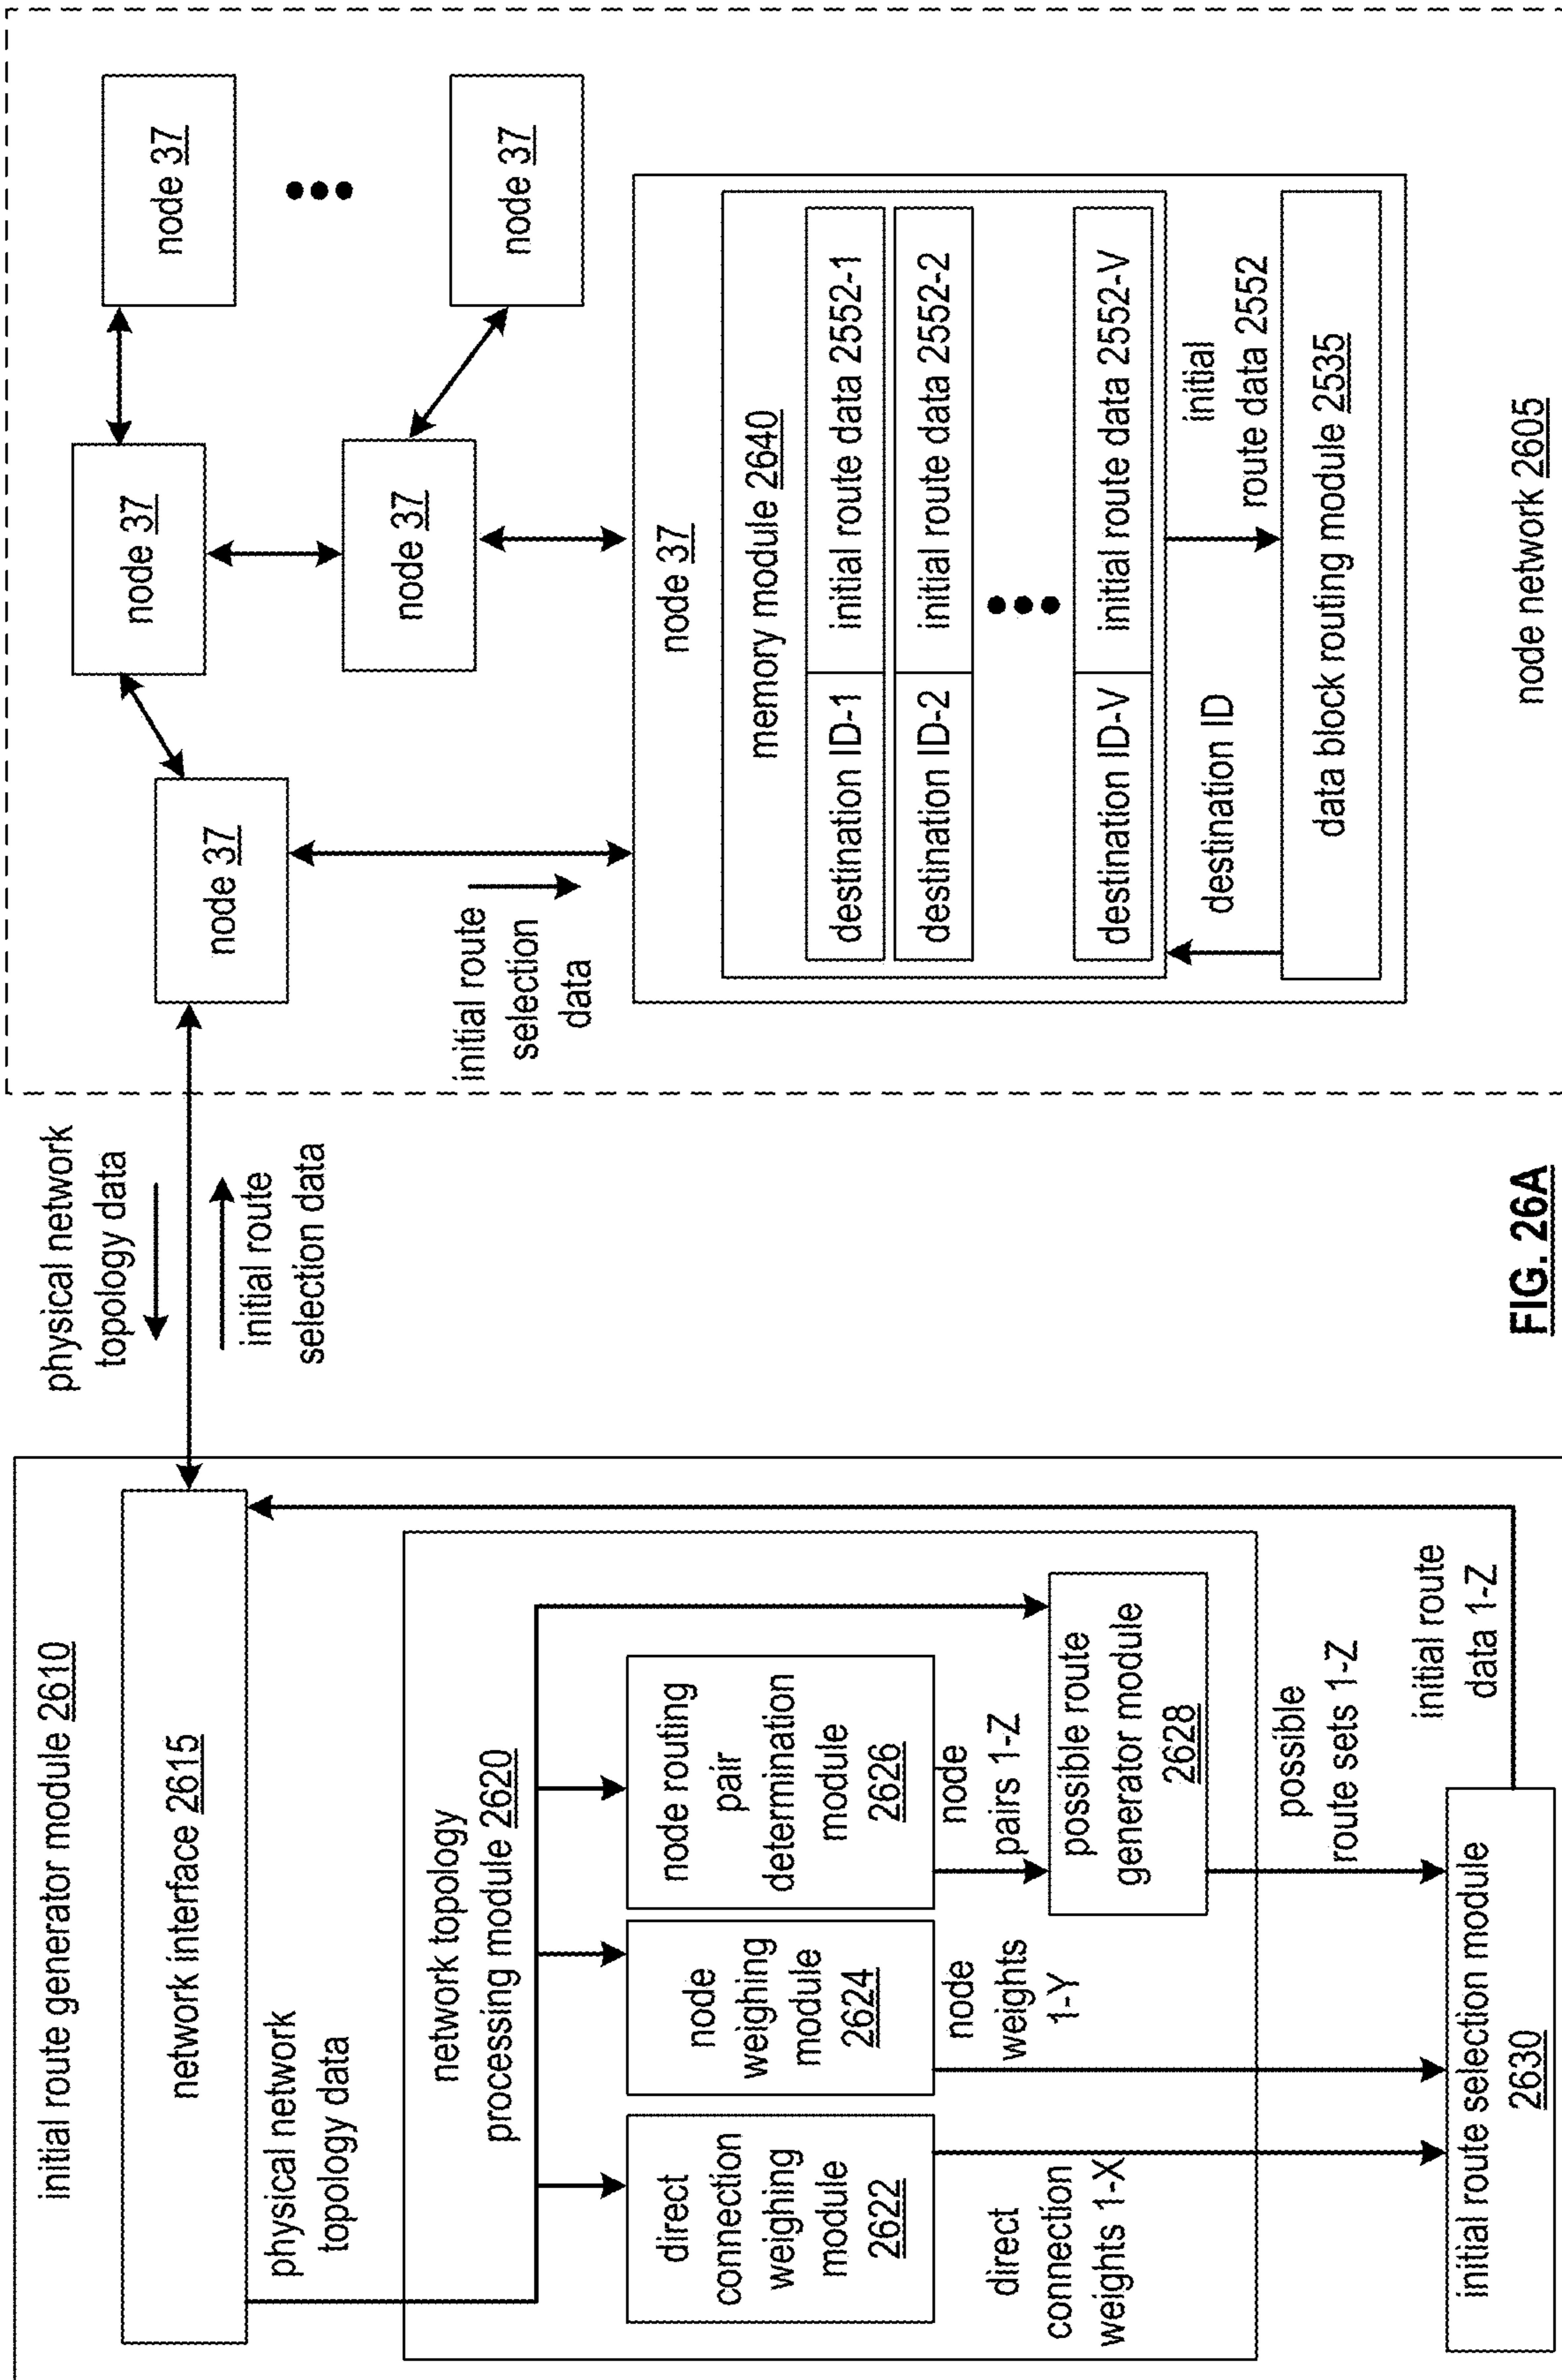 initial route generator module 2610
network interface 2615
physical network
topology data
network topology
processing module 2620
direct
connection
weighing
module
2622
node
weighing
module
2624
node routing
pair
determination
module
2626
direct
connection
weights 1-X
node
weights
1-Y
node
pairs 1-Z
possible route
generator module
2628
possible
route sets 1-Z
initial route
data 1-Z
initial route selection module
2630
physical network
topology data
initial route
selection data
FIG. 26A
node 37
node 37
node 37
node 37
node 37
initial route
selection
data
node 37
memory module 2640
destination ID-1
initial route data 2552-1
destination ID-2
initial route data 2552-2
destination ID-V
initial route data 2552-V
destination ID
initial
route data 2552
data block routing module 2535
node network 2605